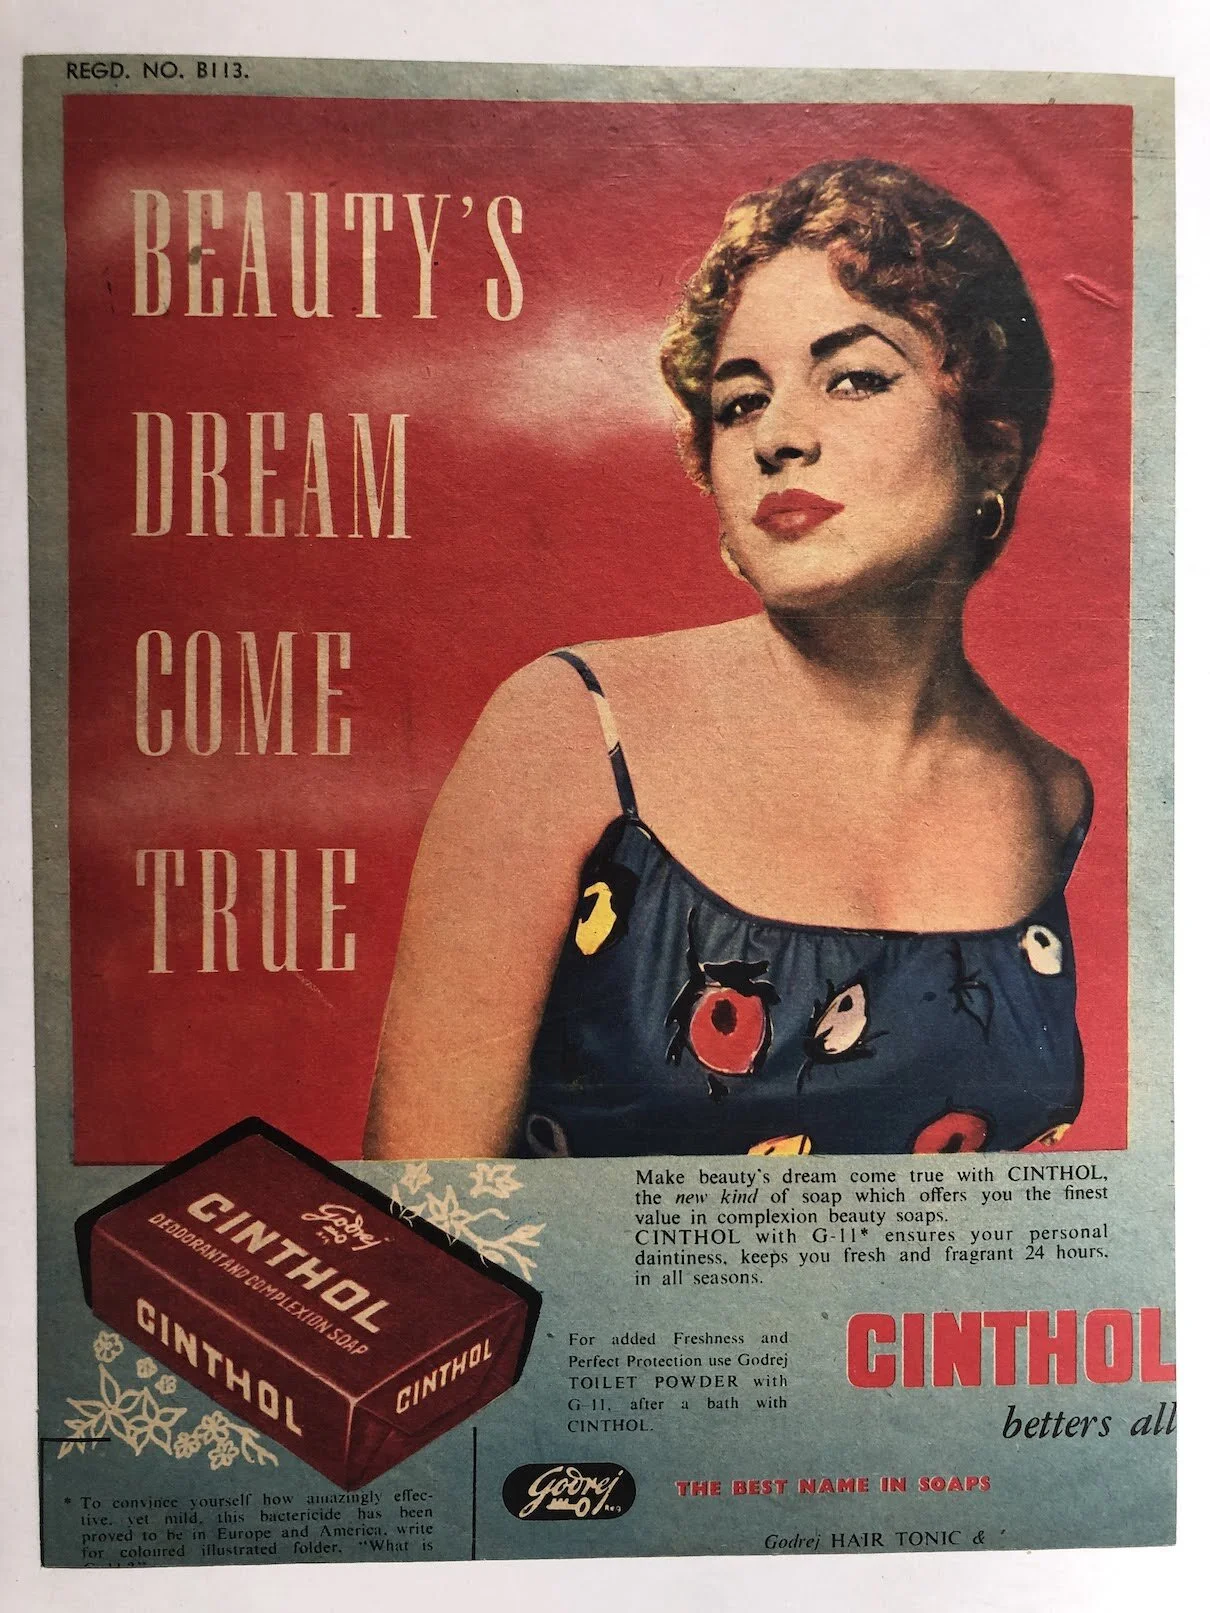 REGD. NO. B113.
BEAUTY'S
DREAM
COME
TRUE
Make beauty's dream come true with CINTHOL,
the new kind of soap which offers you the finest
value in complexion beauty soaps.
CINTHOL with G-11* ensures your personal
daintiness, keeps you fresh and fragrant 24 hours,
in all seasons.
Godrej
REG
CINTHOL
DEODORANT AND COMPLEXION SOAP
CINTHOL
CINTHOL
For added Freshness and
Perfect Protection use Godrej
TOILET POWDER with
G-11, after a bath with
CINTHOL.
CINTHOL
betters all
Godrej
REG
THE BEST NAME IN SOAPS
* To convince yourself how amazingly effec-
tive, yet mild, this bactericide has been
proved to be in Europe and America, write
for coloured illustrated folder, "What is
Godrej HAIR TONIC &